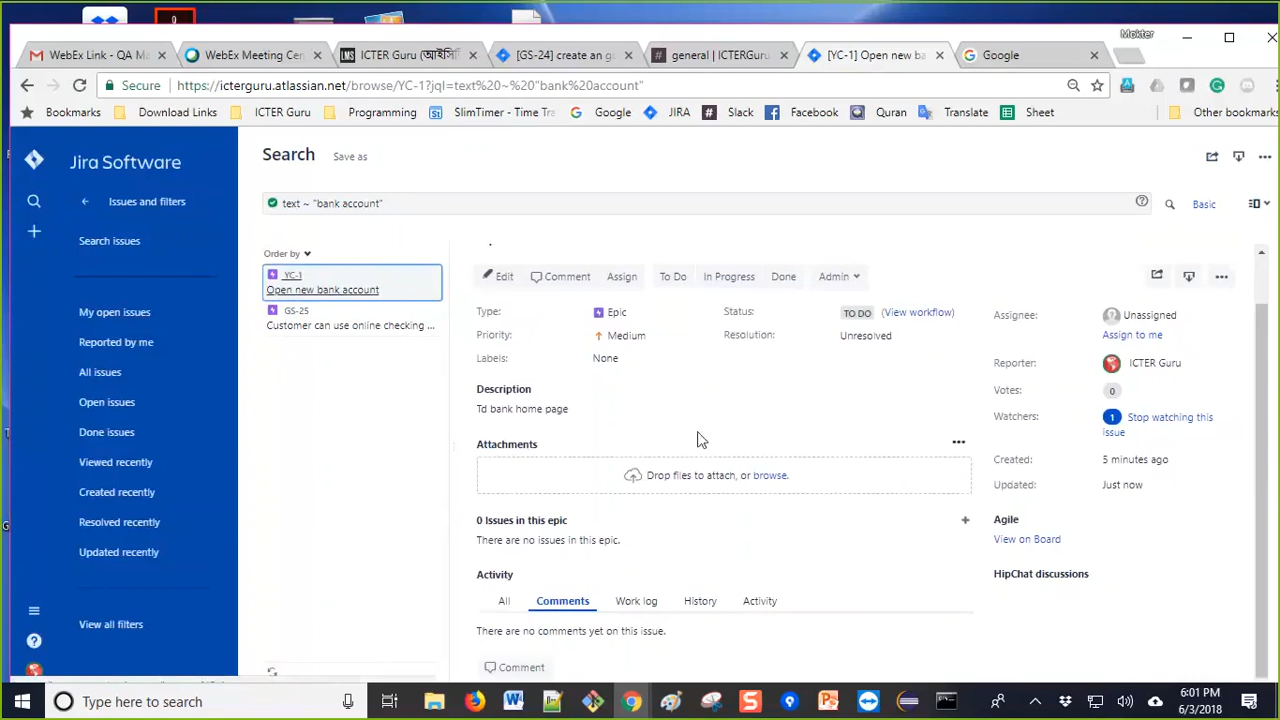 Mokter
WebEx Link - QA M
WebEx Meeting Cer
ICTER Guru (আইসিটি
[GS-24] create an g
general | ICTERGuru
[YC-1] Open new ba
Google
Secure
https://icterguru.atlassian.net/browse/YC-1?jql=text%20~%20"bank%20account"
Bookmarks
Download Links
ICTER Guru
Programming
SlimTimer - Time Tra
Google
JIRA
Slack
Facebook
Quran
Translate
Sheet
Other bookmarks
Jira Software
Issues and filters
Search issues
My open issues
Reported by me
All issues
Open issues
Done issues
Viewed recently
Created recently
Resolved recently
Updated recently
View all filters
Search
Save as
text ~ "bank account"
Basic
Order by
YC-1
Open new bank account
GS-25
Customer can use online checking ...
Edit
Comment
Assign
To Do
In Progress
Done
Admin
Type:
Epic
Status:
TO DO
(View workflow)
Priority:
Medium
Resolution:
Unresolved
Labels:
None
Description
Td bank home page
Attachments
Drop files to attach, or browse.
0 Issues in this epic
There are no issues in this epic.
Activity
All
Comments
Work log
History
Activity
There are no comments yet on this issue.
Comment
Assignee:
Unassigned
Assign to me
Reporter:
ICTER Guru
Votes:
0
Watchers:
1
Stop watching this
issue
Created:
5 minutes ago
Updated:
Just now
Agile
View on Board
HipChat discussions
Type here to search
6:01 PM
6/3/2018